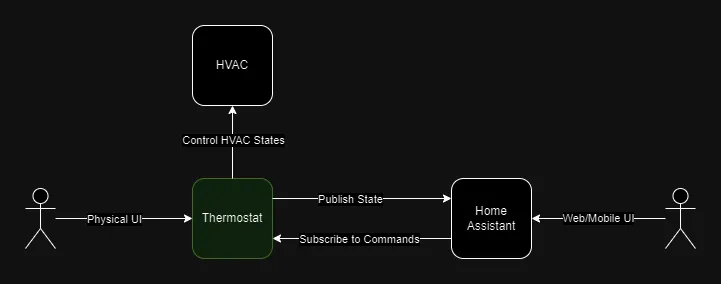 HVAC
Control HVAC States
Physical UI
Thermostat
Publish State
Subscribe to Commands
Home
Assistant
Web/Mobile UI